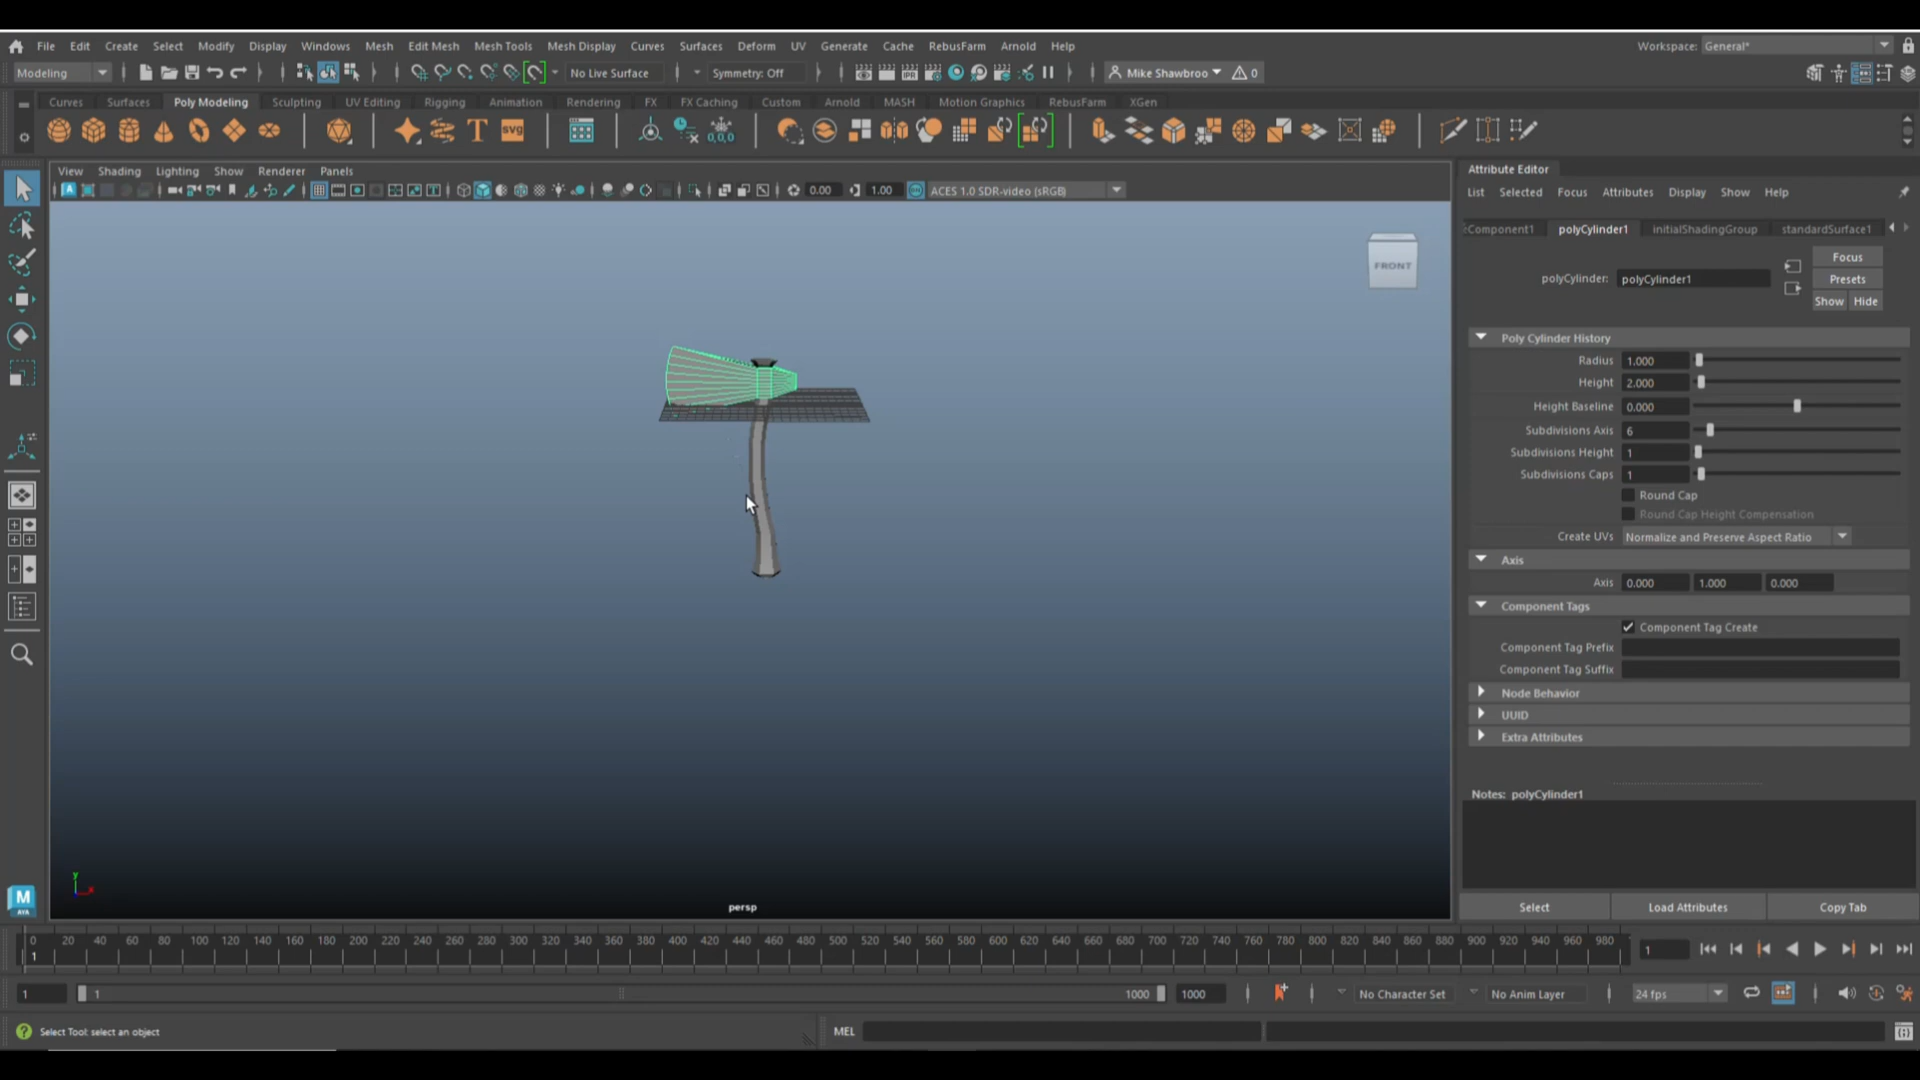 File Edit Create Select Modify Display Windows Mesh Edit Mesh Mesh Tools Mesh Display Curves Surfaces Deform UV Generate Cache RebusFarm Arnold Help Workspace: General*
Modeling No Live Surface Symmetry: Off IPR Mike Shawbroo 0
Curves Surfaces Poly Modeling Sculpting UV Editing Rigging Animation Rendering FX FX Caching Custom Arnold MASH Motion Graphics RebusFarm XGen
T SVG 0,0,0
View Shading Lighting Show Renderer Panels
0.00 1.00 ACES 1.0 SDR-video (sRGB)
FRONT
y
x
persp
M
AYA
Attribute Editor
List Selected Focus Attributes Display Show Help
:Component1 polyCylinder1 initialShadingGroup standardSurface1
polyCylinder: polyCylinder1
Focus
Presets
Show Hide
Poly Cylinder History
Radius 1.000
Height 2.000
Height Baseline 0.000
Subdivisions Axis 6
Subdivisions Height 1
Subdivisions Caps 1
Round Cap
Round Cap Height Compensation
Create UVs Normalize and Preserve Aspect Ratio
Axis
Axis 0.000 1.000 0.000
Component Tags
Component Tag Create
Component Tag Prefix
Component Tag Suffix
Node Behavior
UUID
Extra Attributes
Notes: polyCylinder1
Select Load Attributes Copy Tab
0 20 40 60 80 100 120 140 160 180 200 220 240 260 280 300 320 340 360 380 400 420 440 460 480 500 520 540 560 580 600 620 640 660 680 700 720 740 760 780 800 820 840 860 880 900 920 940 960 980
1 1
1 1 1000 1000 No Character Set No Anim Layer 24 fps
Select Tool: select an object MEL